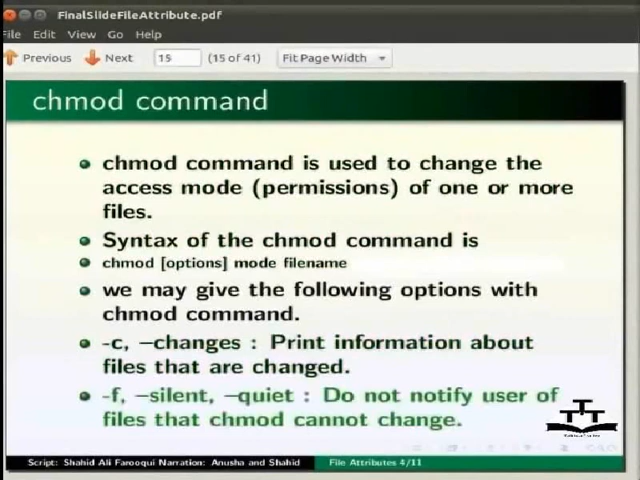 FinalSlideFileAttribute.pdf
File Edit View Go Help
Previous Next 15 (15 of 41) Fit Page Width
chmod command
chmod command is used to change the
access mode (permissions) of one or more
files.
Syntax of the chmod command is
chmod [options] mode filename
we may give the following options with
chmod command.
-c, –changes : Print information about
files that are changed.
-f, –silent, –quiet : Do not notify user of
files that chmod cannot change.
Script: Shahid Ali Farooqui Narration: Anusha and Shahid File Attributes 4/11